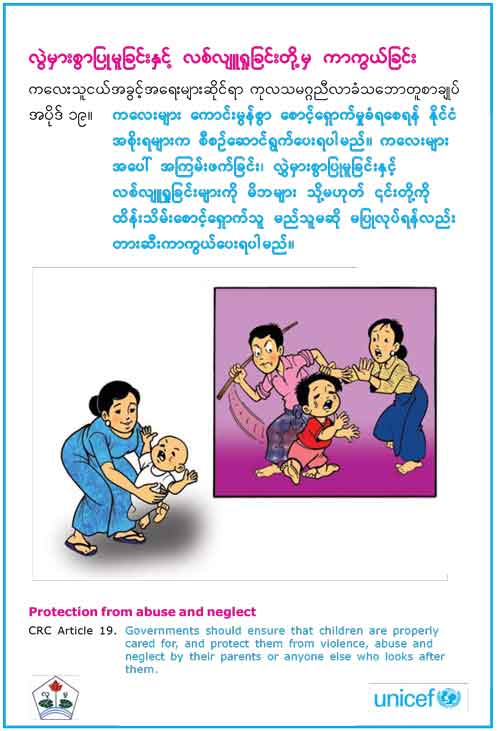 လွဲမှားစွာပြုမူခြင်းနှင့် လစ်လျူရှုခြင်းတို့မှ ကာကွယ်ခြင်း
ကလေးသူငယ်အခွင့်အရေးများဆိုင်ရာ ကုလသမဂ္ဂညီလာခံသဘောတူစာချုပ်
အပိုဒ် ၁၉။ ကလေးများ ကောင်းမွန်စွာ စောင့်ရှောက်မှုခံရစေရန် နိုင်ငံ
အစိုးရများက စီစဉ်ဆောင်ရွက်ပေးရပါမည်။ ကလေးများ
အပေါ် အကြမ်းဖက်ခြင်း၊ လွဲမှားစွာပြုမူခြင်းနှင့်
လစ်လျူရှုခြင်းများကို မိဘများ သို့မဟုတ် ၎င်းတို့ကို
ထိန်းသိမ်းစောင့်ရှောက်သူ မည်သူမဆို မပြုလုပ်ရန်လည်း
တားဆီးကာကွယ်ပေးရပါမည်။
Protection from abuse and neglect
CRC Article 19. Governments should ensure that children are properly
cared for, and protect them from violence, abuse and
neglect by their parents or anyone else who looks after
them.
unicef